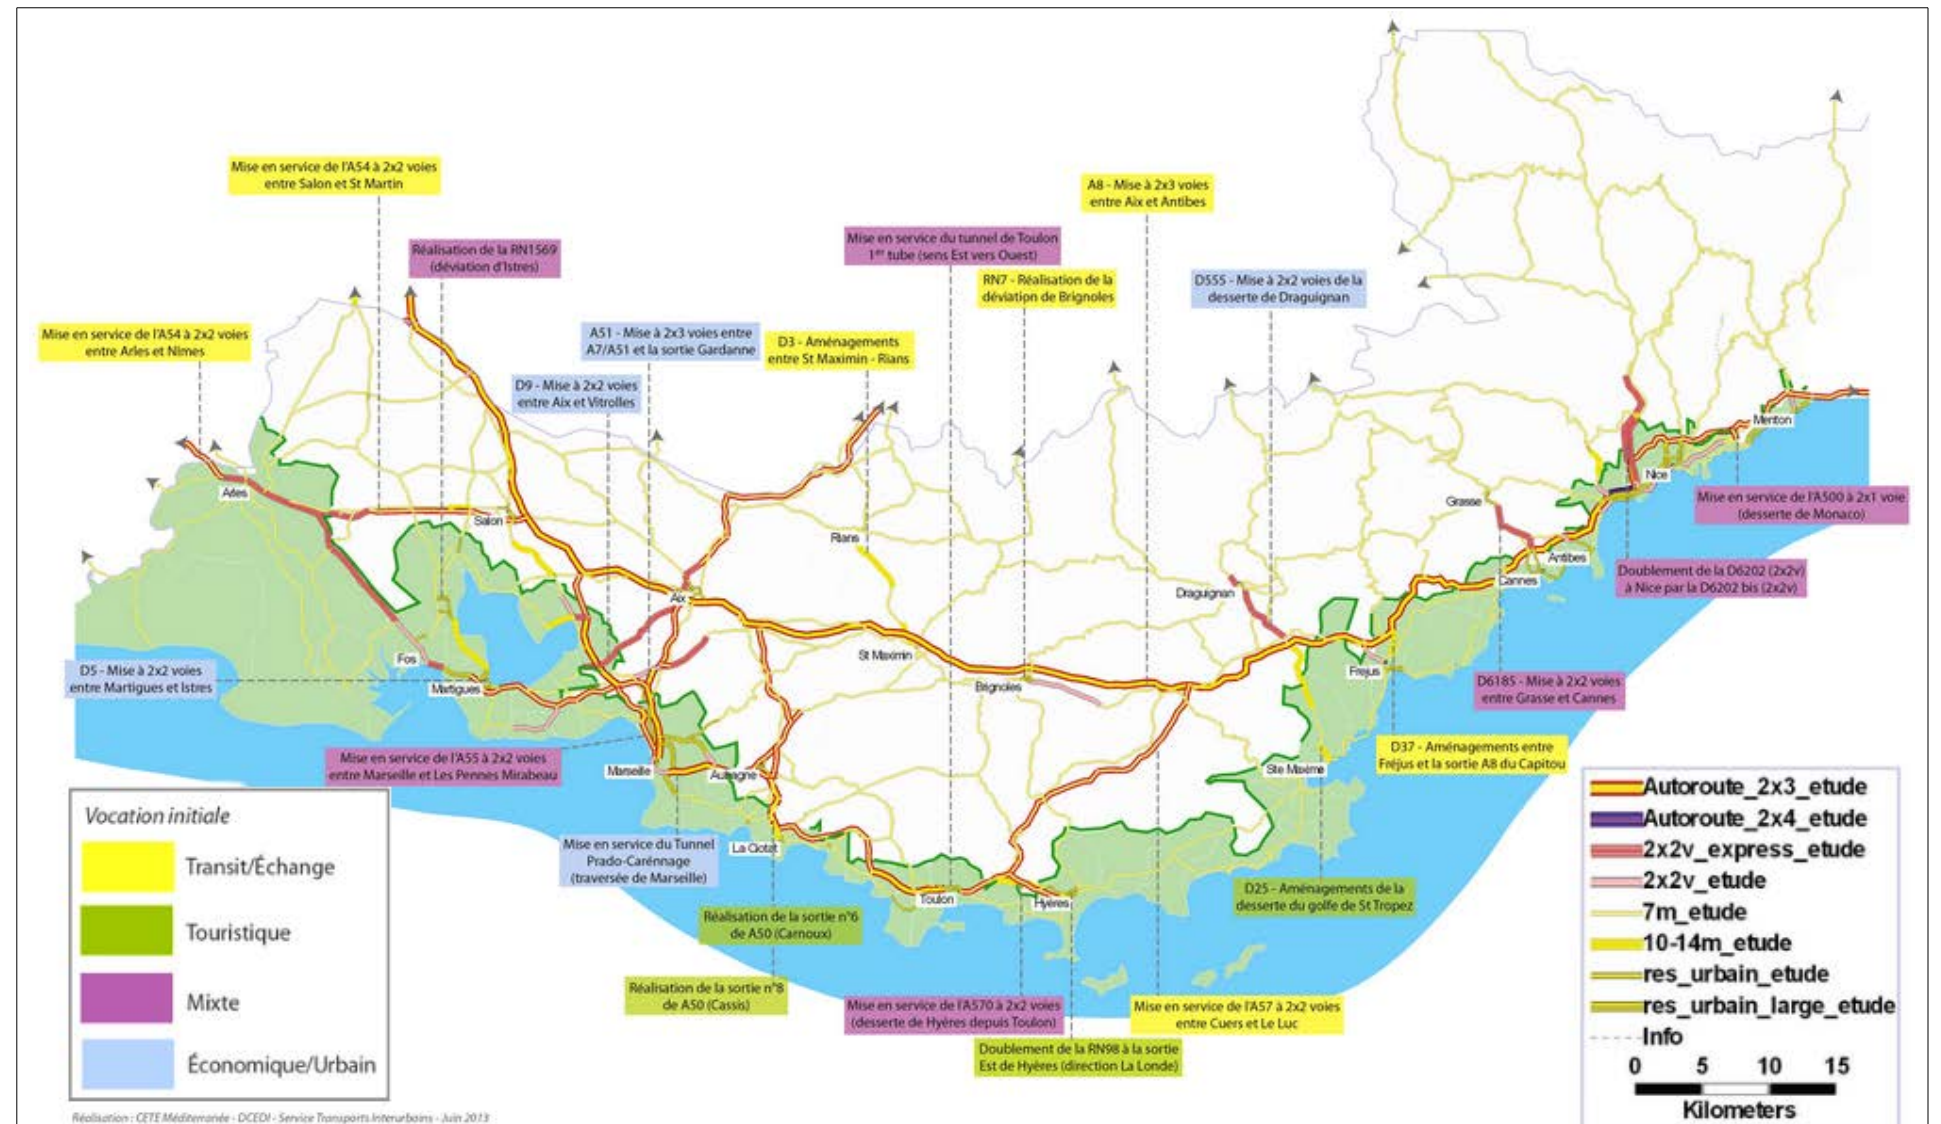 Mise en service de l'A54 à 2x2 voies
entre Salon et St Martin
A8 - Mise à 2x3 voies
entre Aix et Antibes
Réalisation de la RN1569
(déviation d'Istres)
Mise en service du tunnel de Toulon
1er tube (sens Est vers Ouest)
RN7 - Réalisation de la
déviation de Brignoles
D555 - Mise à 2x2 voies de la
desserte de Draguignan
Mise en service de l'A54 à 2x2 voies
entre Arles et Nîmes
A51 - Mise à 2x3 voies entre
A7/A51 et la sortie Gardanne
D3 - Aménagements
entre St Maximin - Rians
D9 - Mise à 2x2 voies
entre Aix et Vitrolles
Menton
Nice
Arles
Salon
Grasse
Mise en service de l'A500 à 2x1 voie
(desserte de Monaco)
Rians
Antibes
Cannes
Doublement de la D6202 (2x2v)
à Nice par la D6202 bis (2x2v)
Aix
Draguignan
St Maximin
Fos
Frejus
D5 - Mise à 2x2 voies
entre Martigues et Istres
Martigues
Brignoles
D6185 - Mise à 2x2 voies
entre Grasse et Cannes
Mise en service de l'A55 à 2x2 voies
entre Marseille et Les Pennes Mirabeau
Marseille
Aubagne
Ste Maxime
D37 - Aménagements entre
Fréjus et la sortie A8 du Capitou
La Ciotat
Mise en service du Tunnel
Prado-Carénnage
(traversée de Marseille)
Toulon
Hyères
D25 - Aménagements de la
desserte du golfe de St Tropez
Réalisation de la sortie n°6
de A50 (Carnoux)
Réalisation de la sortie n°8
de A50 (Cassis)
Mise en service de l'A570 à 2x2 voies
(desserte de Hyères depuis Toulon)
Mise en service de l'A57 à 2x2 voies
entre Cuers et Le Luc
Doublement de la RN98 à la sortie
Est de Hyères (direction La Londe)
Vocation initiale
Transit/Échange
Touristique
Mixte
Économique/Urbain
Autoroute_2x3_etude
Autoroute_2x4_etude
2x2v_express_etude
2x2v_etude
7m_etude
10-14m_etude
res_urbain_etude
res_urbain_large_etude
Info
0 5 10 15
Kilometers
Réalisation : CETE Méditerranée - DCEDI - Service Transports Interurbains - Juin 2013